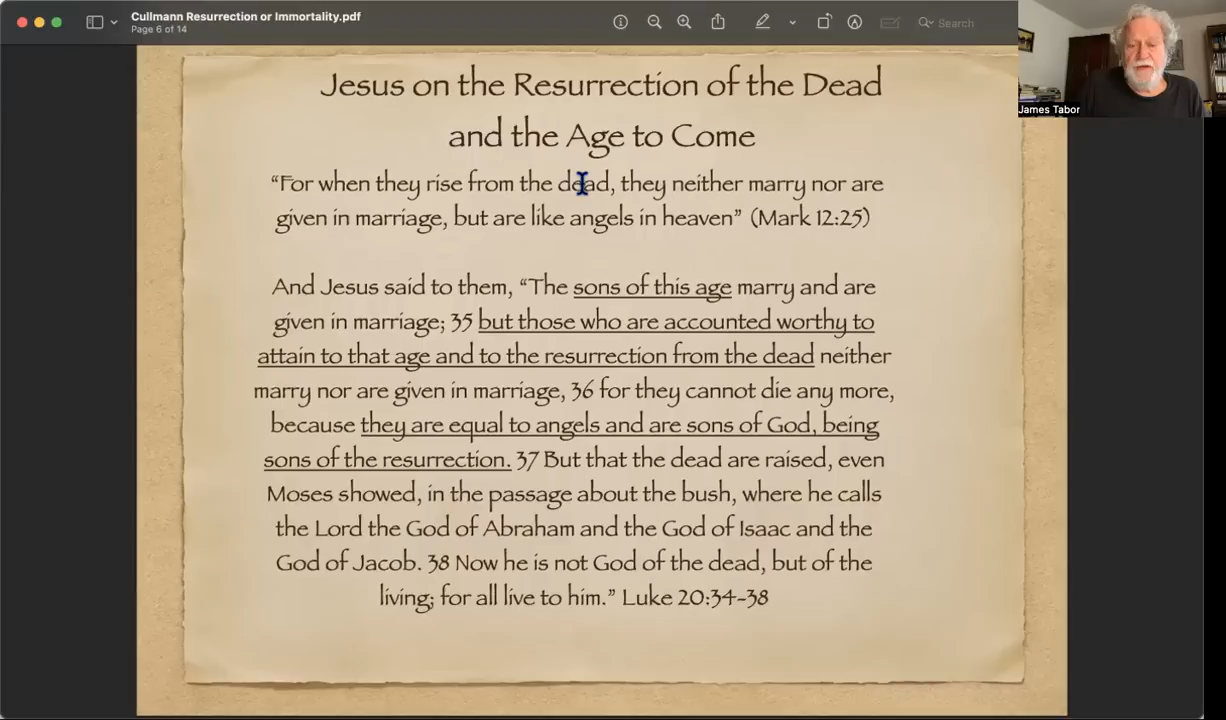 Cullmann Resurrection or Immortality.pdf
Page 6 of 14
Search
James Tabor
Jesus on the Resurrection of the Dead
and the Age to Come
“For when they rise from the dead, they neither marry nor are
given in marriage, but are like angels in heaven” (Mark 12:25)
And Jesus said to them, “The sons of this age marry and are
given in marriage; 35 but those who are accounted worthy to
attain to that age and to the resurrection from the dead neither
marry nor are given in marriage, 36 for they cannot die any more,
because they are equal to angels and are sons of God, being
sons of the resurrection. 37 But that the dead are raised, even
Moses showed, in the passage about the bush, where he calls
the Lord the God of Abraham and the God of Isaac and the
God of Jacob. 38 Now he is not God of the dead, but of the
living; for all live to him.” Luke 20:34-38